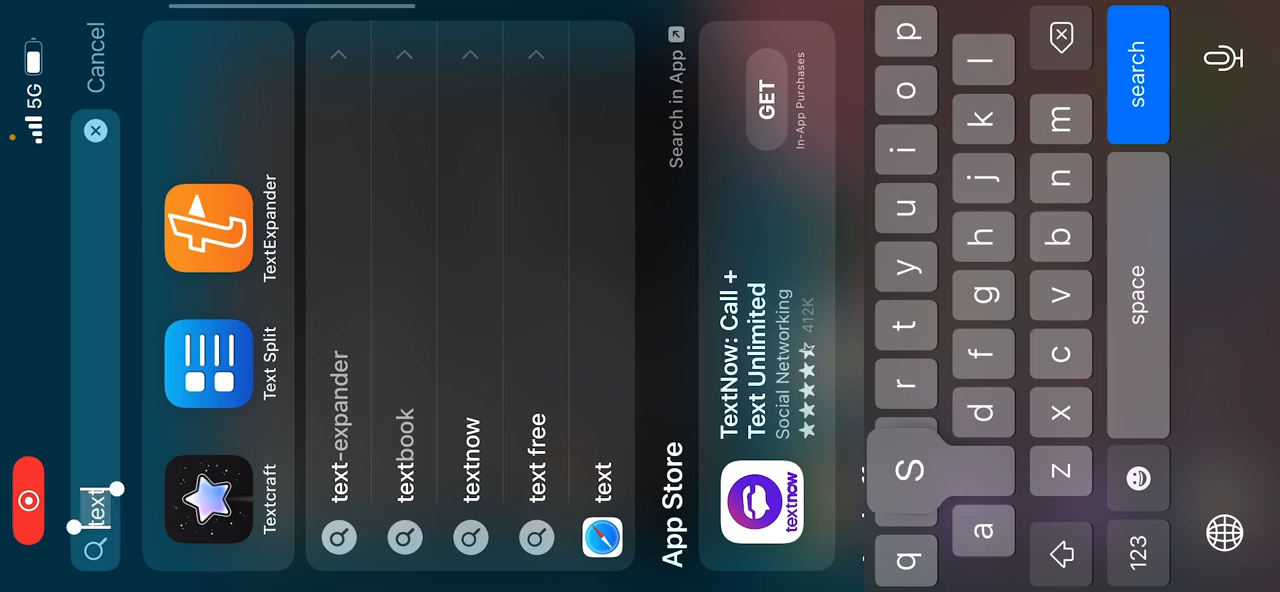 5G
text
Cancel
Textcraft
Text Split
TextExpander
text-expander
textbook
textnow
text free
text
App Store
Search in App
textnow
TextNow: Call +
Text Unlimited
Social Networking
412K
GET
In-App Purchases
q r t y u i o p
a S d f g h j k l
z x c v b n m
123
space
search